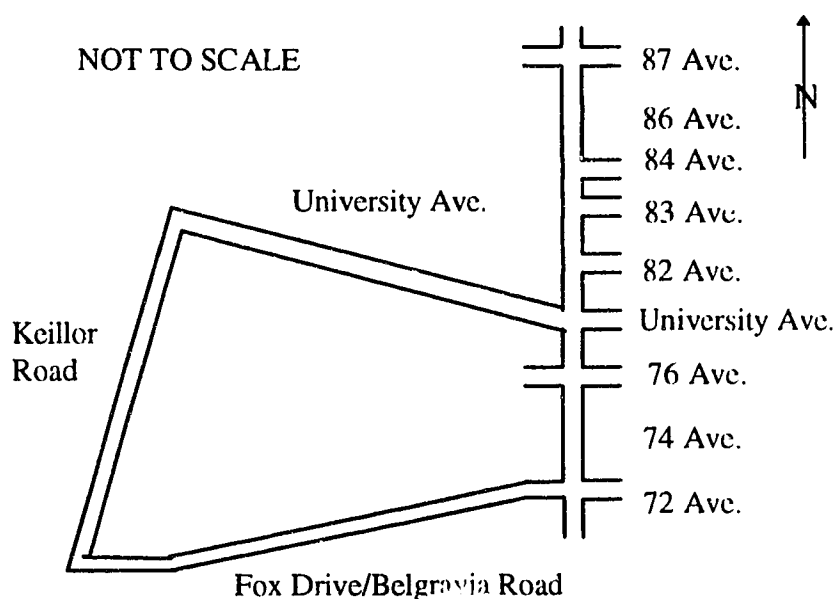 NOT TO SCALE
87 Ave.
N
86 Ave.
84 Ave.
University Ave.
83 Ave.
82 Ave.
University Ave.
Keillor
Road
76 Ave.
74 Ave.
72 Ave.
Fox Drive/Belgravia Road